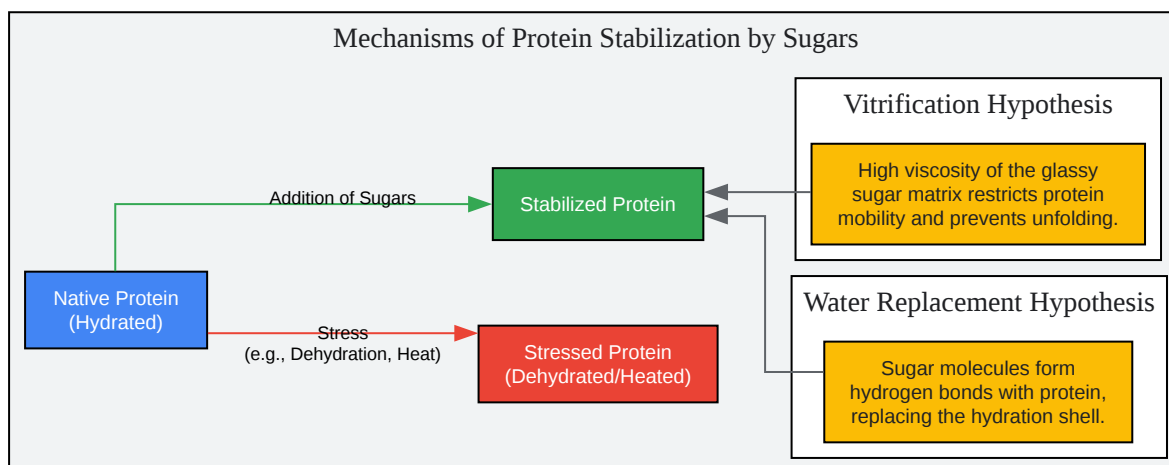 Mechanisms of Protein Stabilization by Sugars
Vitrification Hypothesis
High viscosity of the glassy
sugar matrix restricts protein
mobility and prevents unfolding.
Addition of Sugars
Stabilized Protein
Native Protein
(Hydrated)
Stress
(e.g., Dehydration, Heat)
Stressed Protein
(Dehydrated/Heated)
Water Replacement Hypothesis
Sugar molecules form
hydrogen bonds with protein,
replacing the hydration shell.